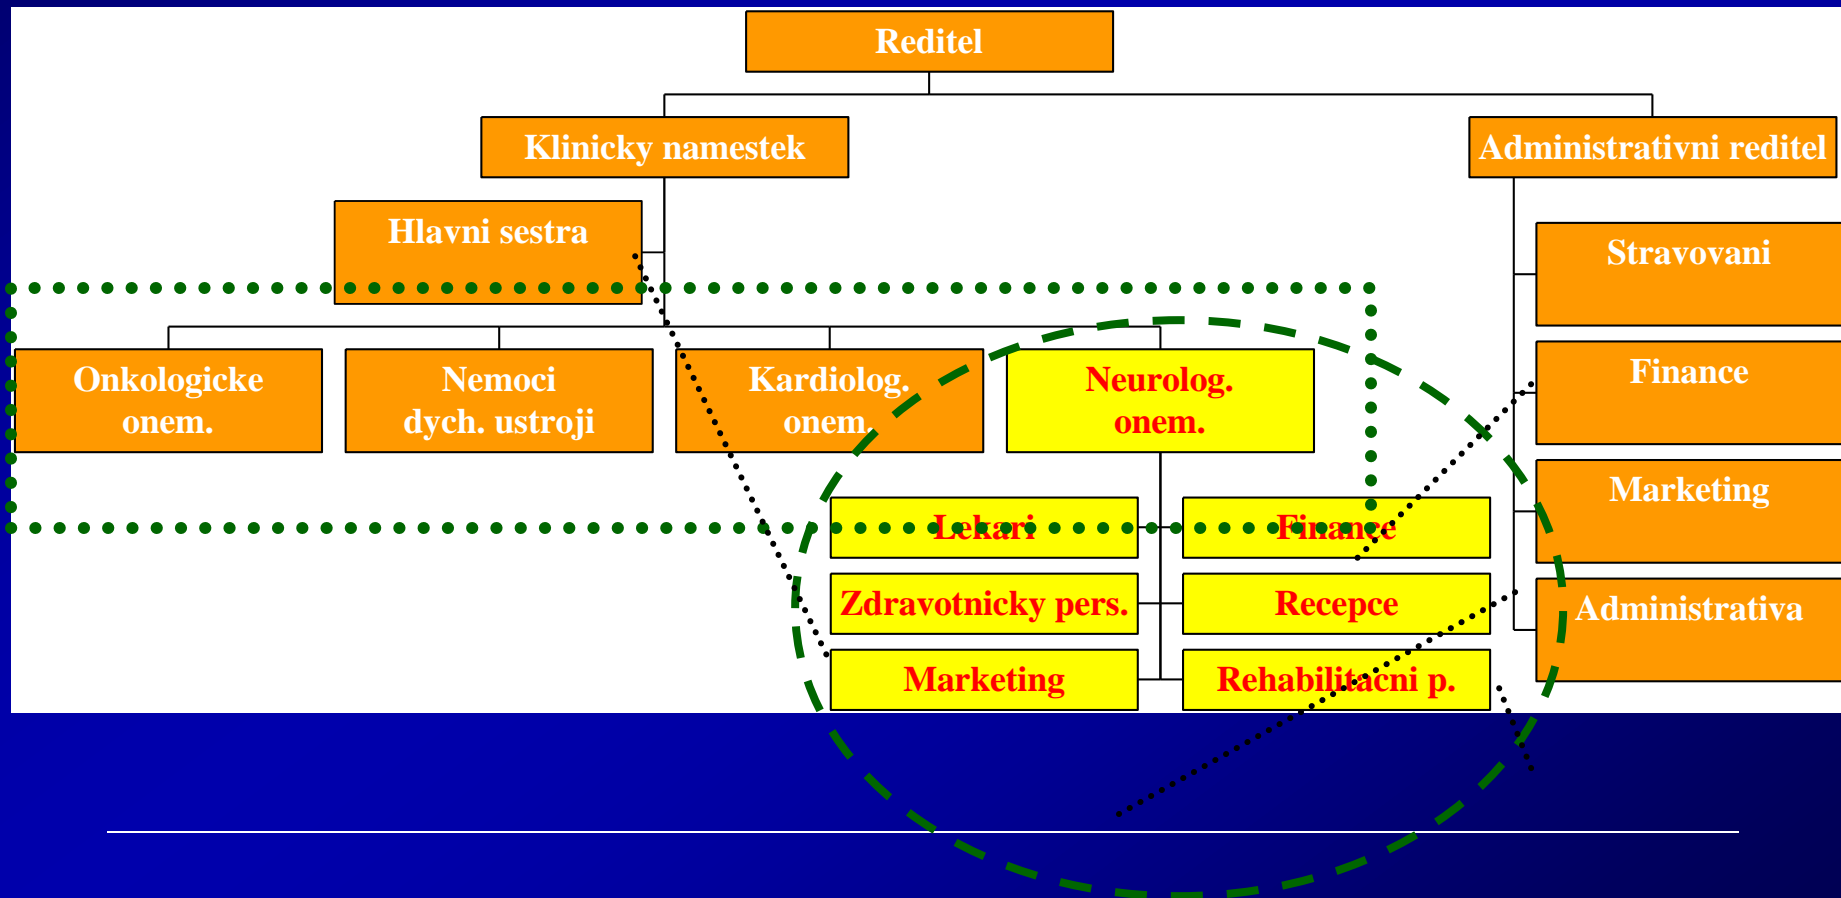 Reditel
Klinicky namestek
Administrativni reditel
Hlavni sestra
Stravovani
Finance
Marketing
Administrativa
Onkologicke
onem.
Nemoci
dych. ustroji
Kardiolog.
onem.
Neurolog.
onem.
Lekari
Finance
Zdravotnicky pers.
Recepce
Marketing
Rehabilitacni p.